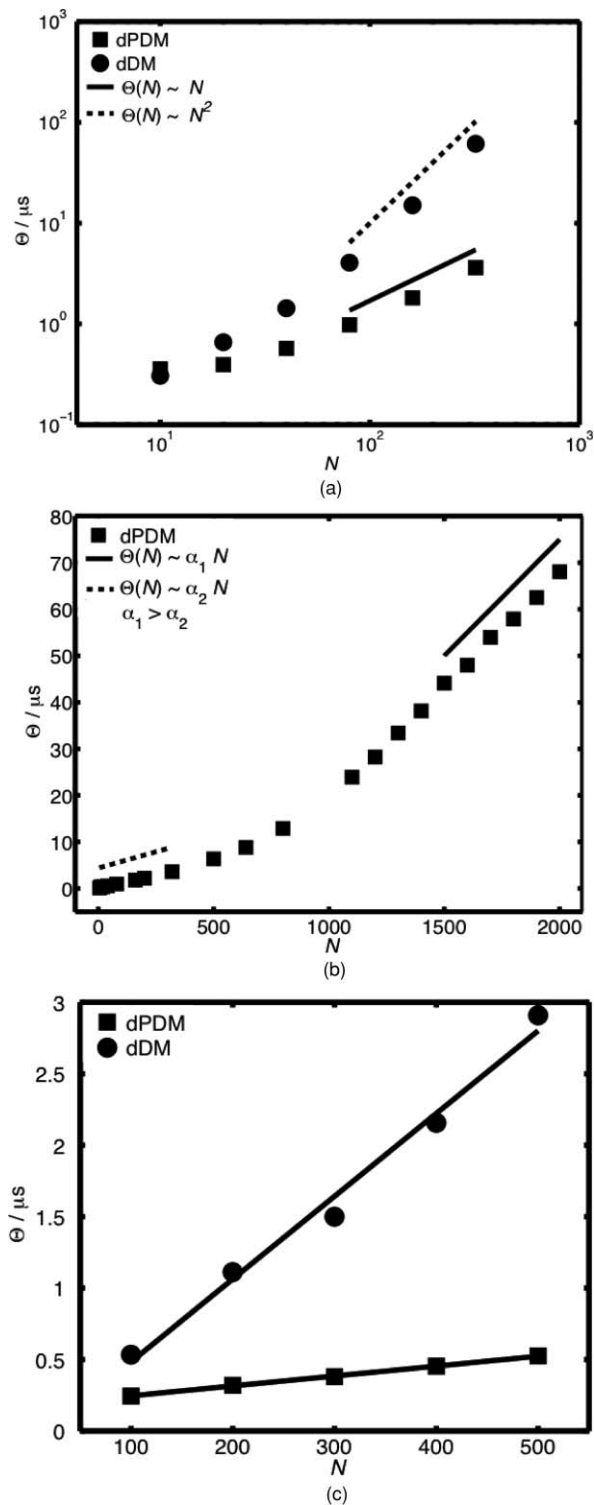 10³
10²
10¹
10⁰
10⁻¹
Θ / μs
dPDM
dDM
Θ(N) ~ N
Θ(N) ~ N²
10¹ 10² 10³
N
(a)
80
70
60
50
40
30
20
10
0
Θ / μs
dPDM
Θ(N) ~ α₁ N
Θ(N) ~ α₂ N
α₁ > α₂
0 500 1000 1500 2000
N
(b)
3
2.5
2
1.5
1
0.5
0
Θ / μs
dPDM
dDM
100 200 300 400 500
N
(c)